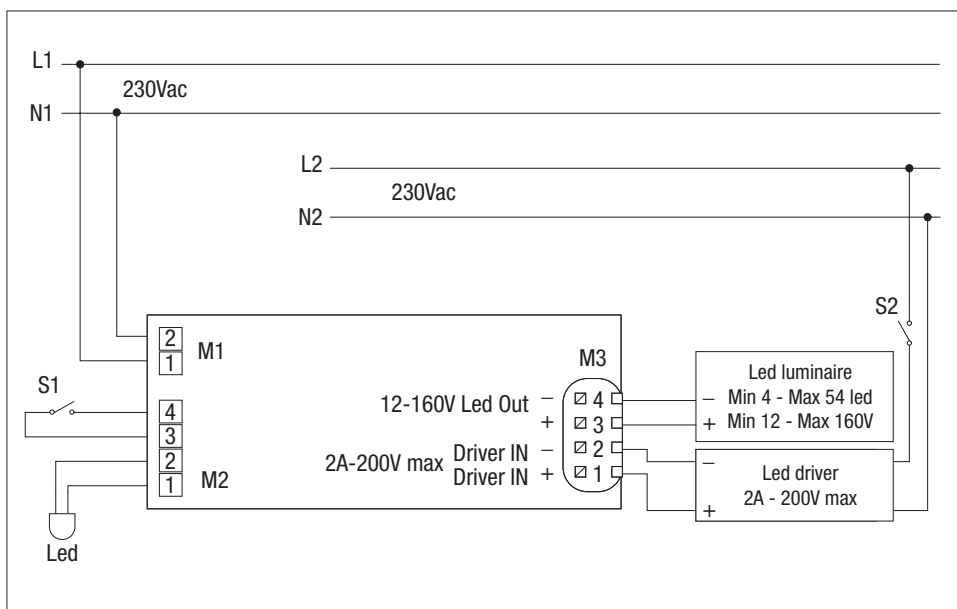 L1
230Vac
N1
L2
230Vac
N2
S2
2
M1
1
M3
S1
Led luminaire
Min 4 - Max 54 led
Min 12 - Max 160V
−
+
12-160V Led Out
−
+
4
3
2
1
4
3
2
1
M2
2A-200V max
Driver IN −
Driver IN +
−
+
Led driver
2A - 200V max
Led